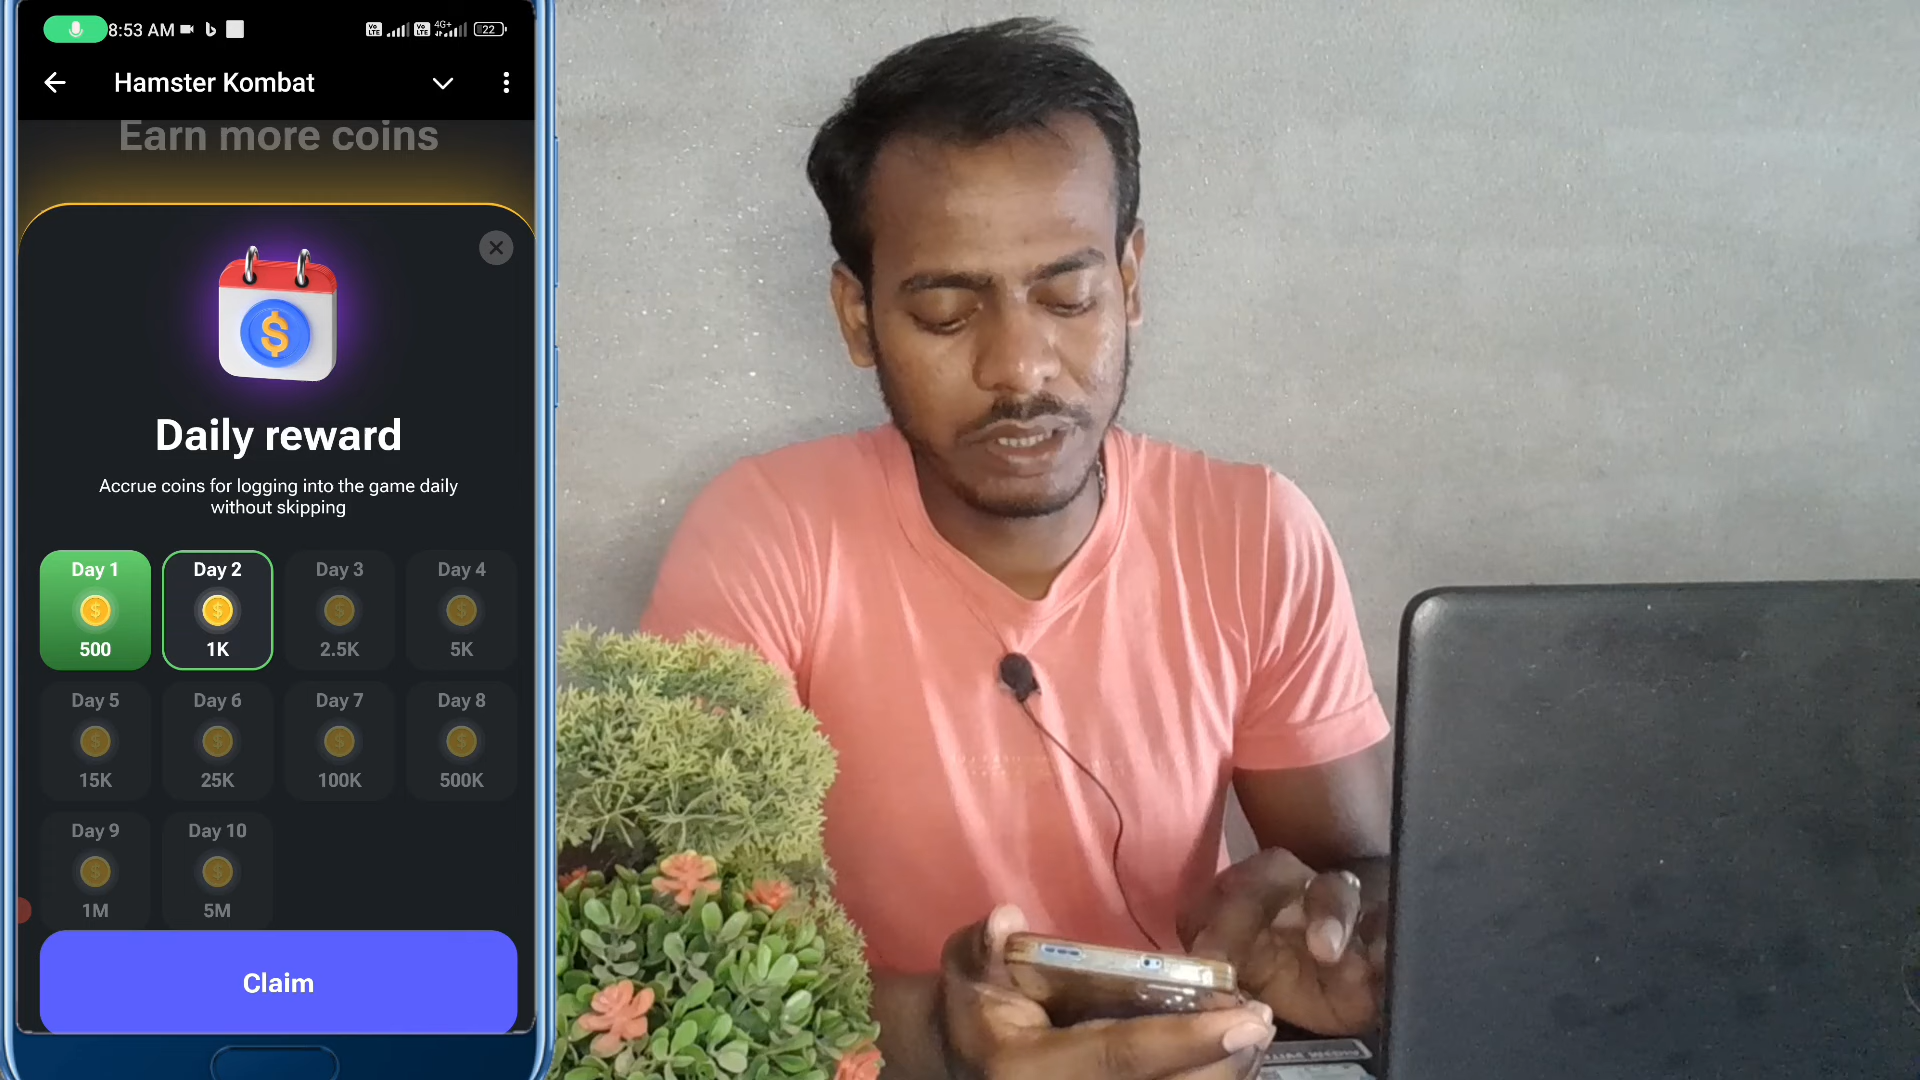 8:53 AM
4G+
22
Hamster Kombat
Earn more coins
Daily reward
Accrue coins for logging into the game daily
without skipping
Day 1
500
Day 2
1K
Day 3
2.5K
Day 4
5K
Day 5
15K
Day 6
25K
Day 7
100K
Day 8
500K
Day 9
1M
Day 10
5M
Claim